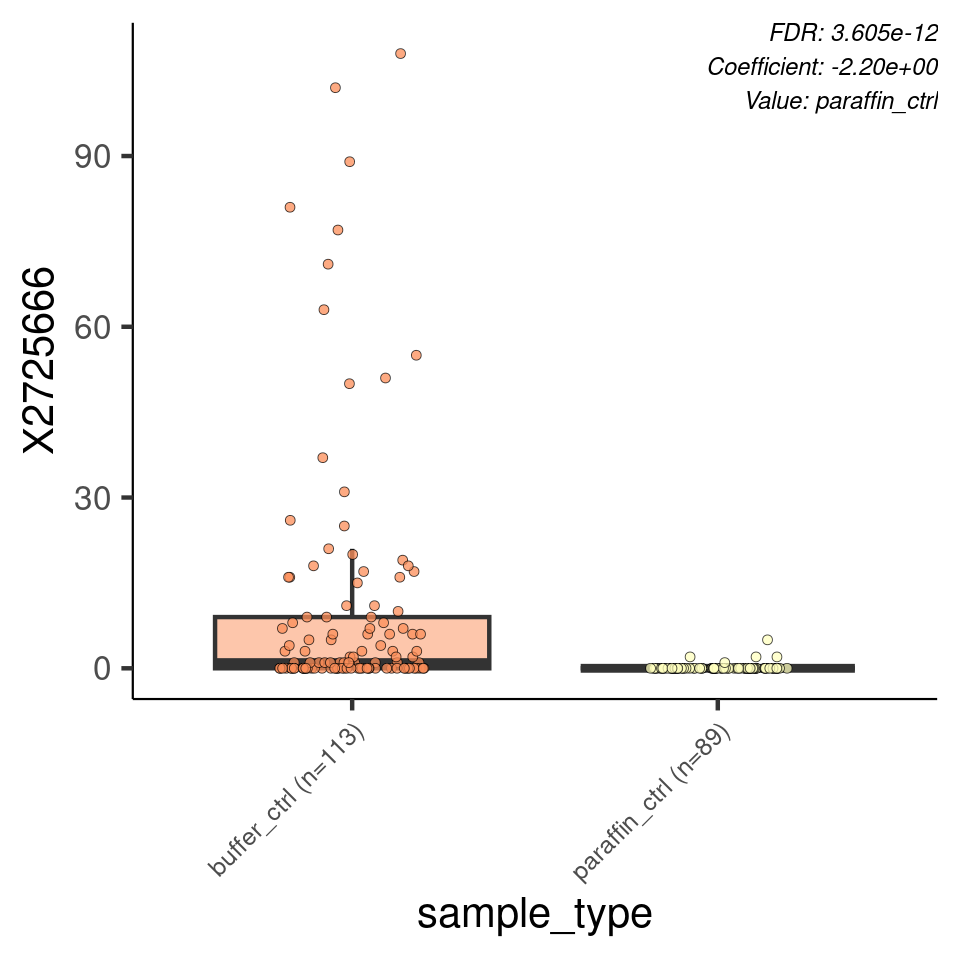 FDR: 3.605e-12
Coefficient: -2.20e+00
Value: paraffin_ctrl
X2725666
90
60
30
0
buffer_ctrl (n=113)
paraffin_ctrl (n=89)
sample_type